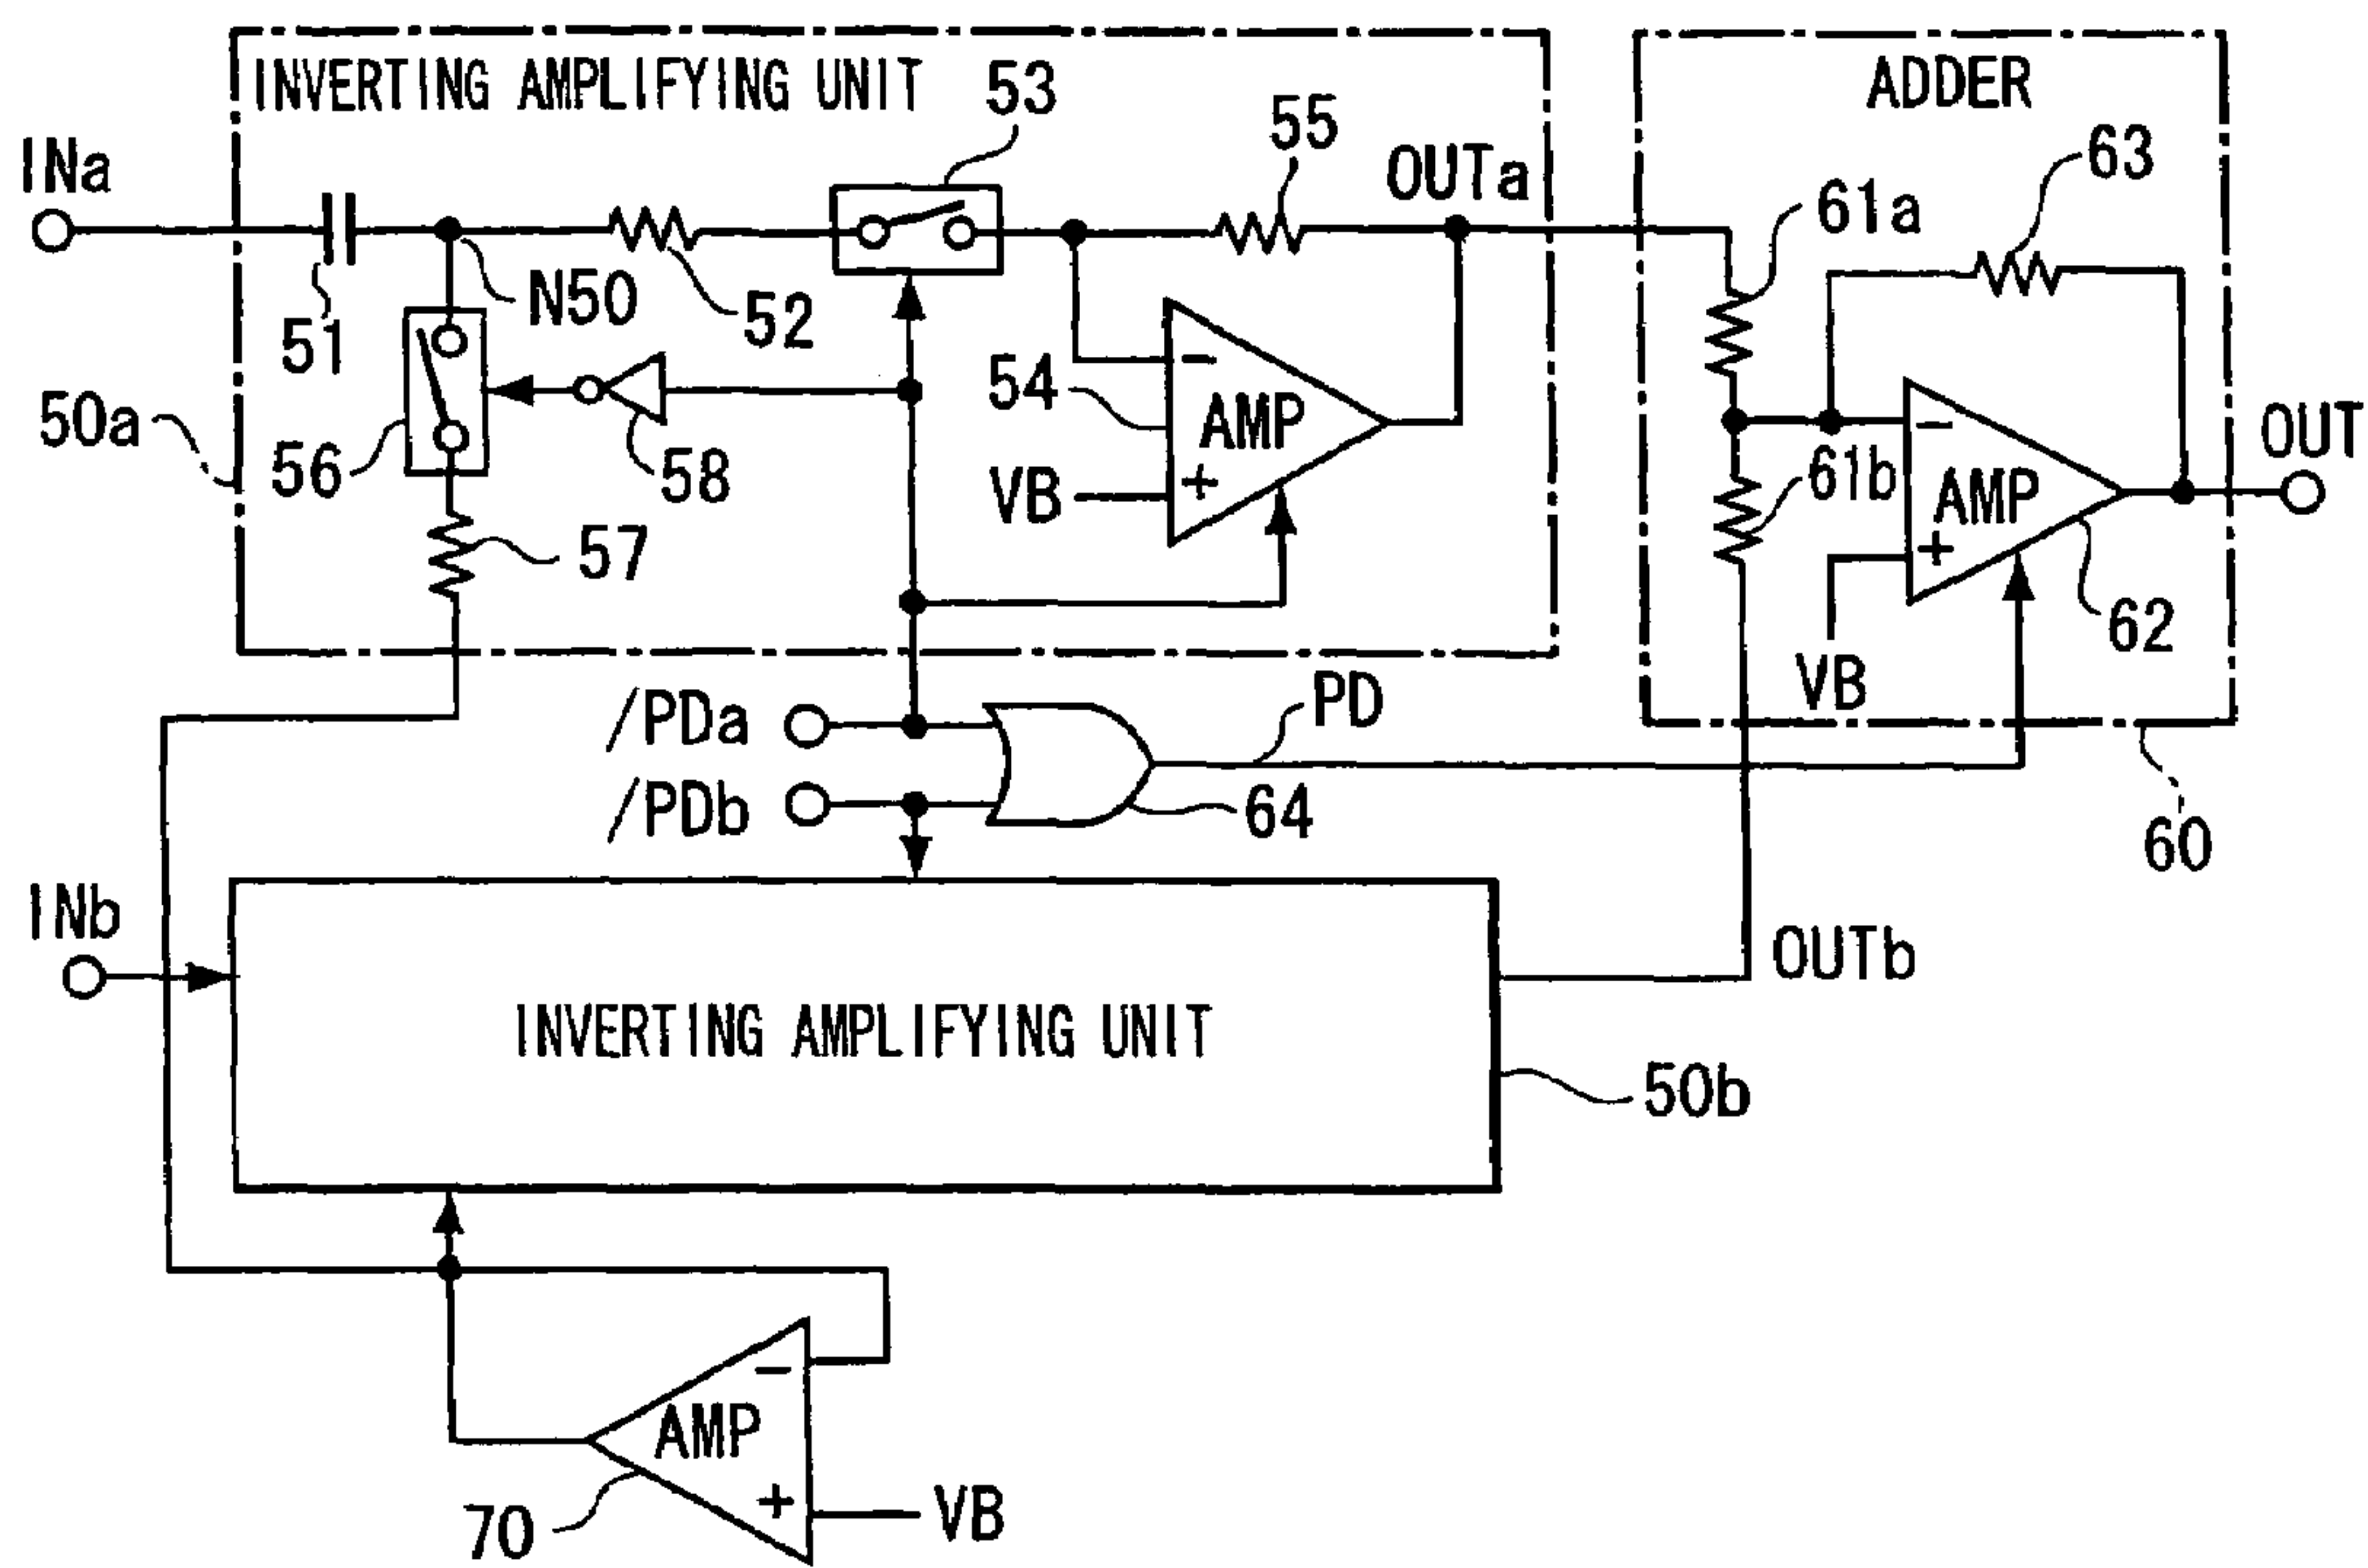 INVERTING AMPLIFYING UNIT
53
ADDER
INa
55
OUTa
63
61a
N50
52
51
54
AMP
-
+
VB
50a
56
58
57
61b
AMP
-
+
OUT
62
VB
/PDa
PD
/PDb
64
60
INb
OUTb
INVERTING AMPLIFYING UNIT
50b
-
AMP
+
70
VB